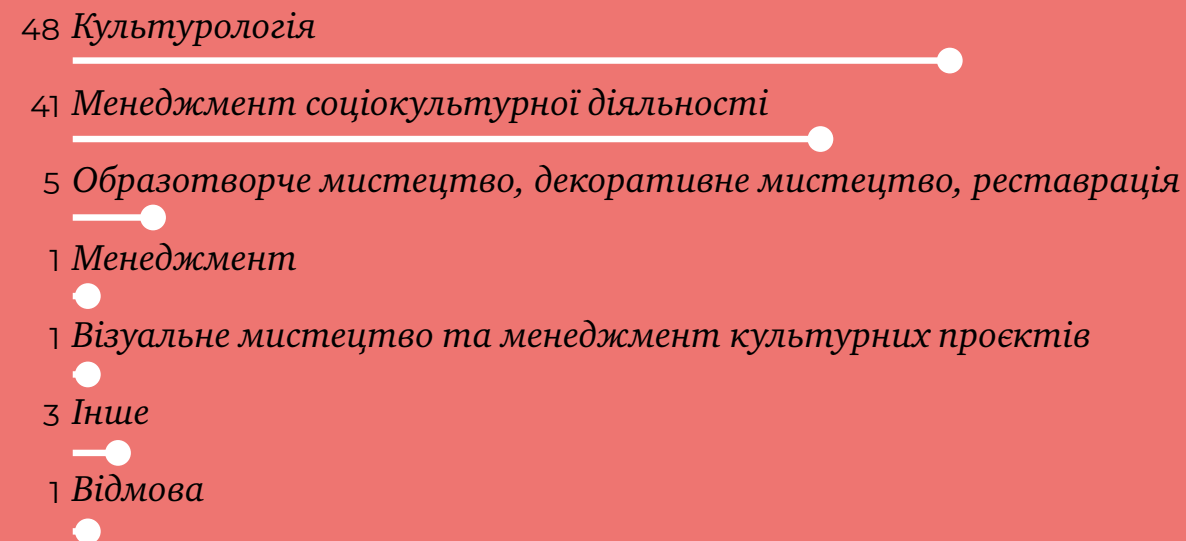 48 Культурологія
41 Менеджмент соціокультурної діяльності
5 Образотворче мистецтво, декоративне мистецтво, реставрація
1 Менеджмент
1 Візуальне мистецтво та менеджмент культурних проєктів
3 Інше
1 Відмова